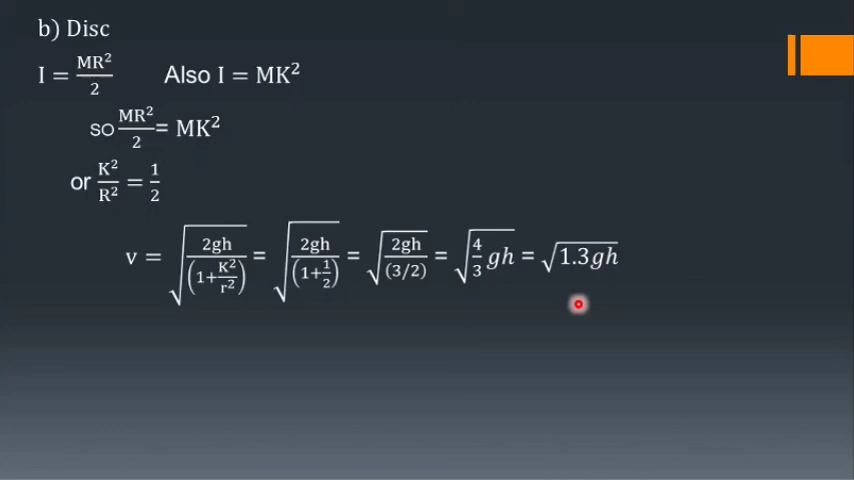 b) Disc
I = MR²/2 Also I = MK²
so MR²/2 = MK²
or K²/R² = 1/2
v = √(2gh/(1+K²/r²)) = √(2gh/(1+1/2)) = √(2gh/(3/2)) = √(4/3 gh) = √(1.3gh)